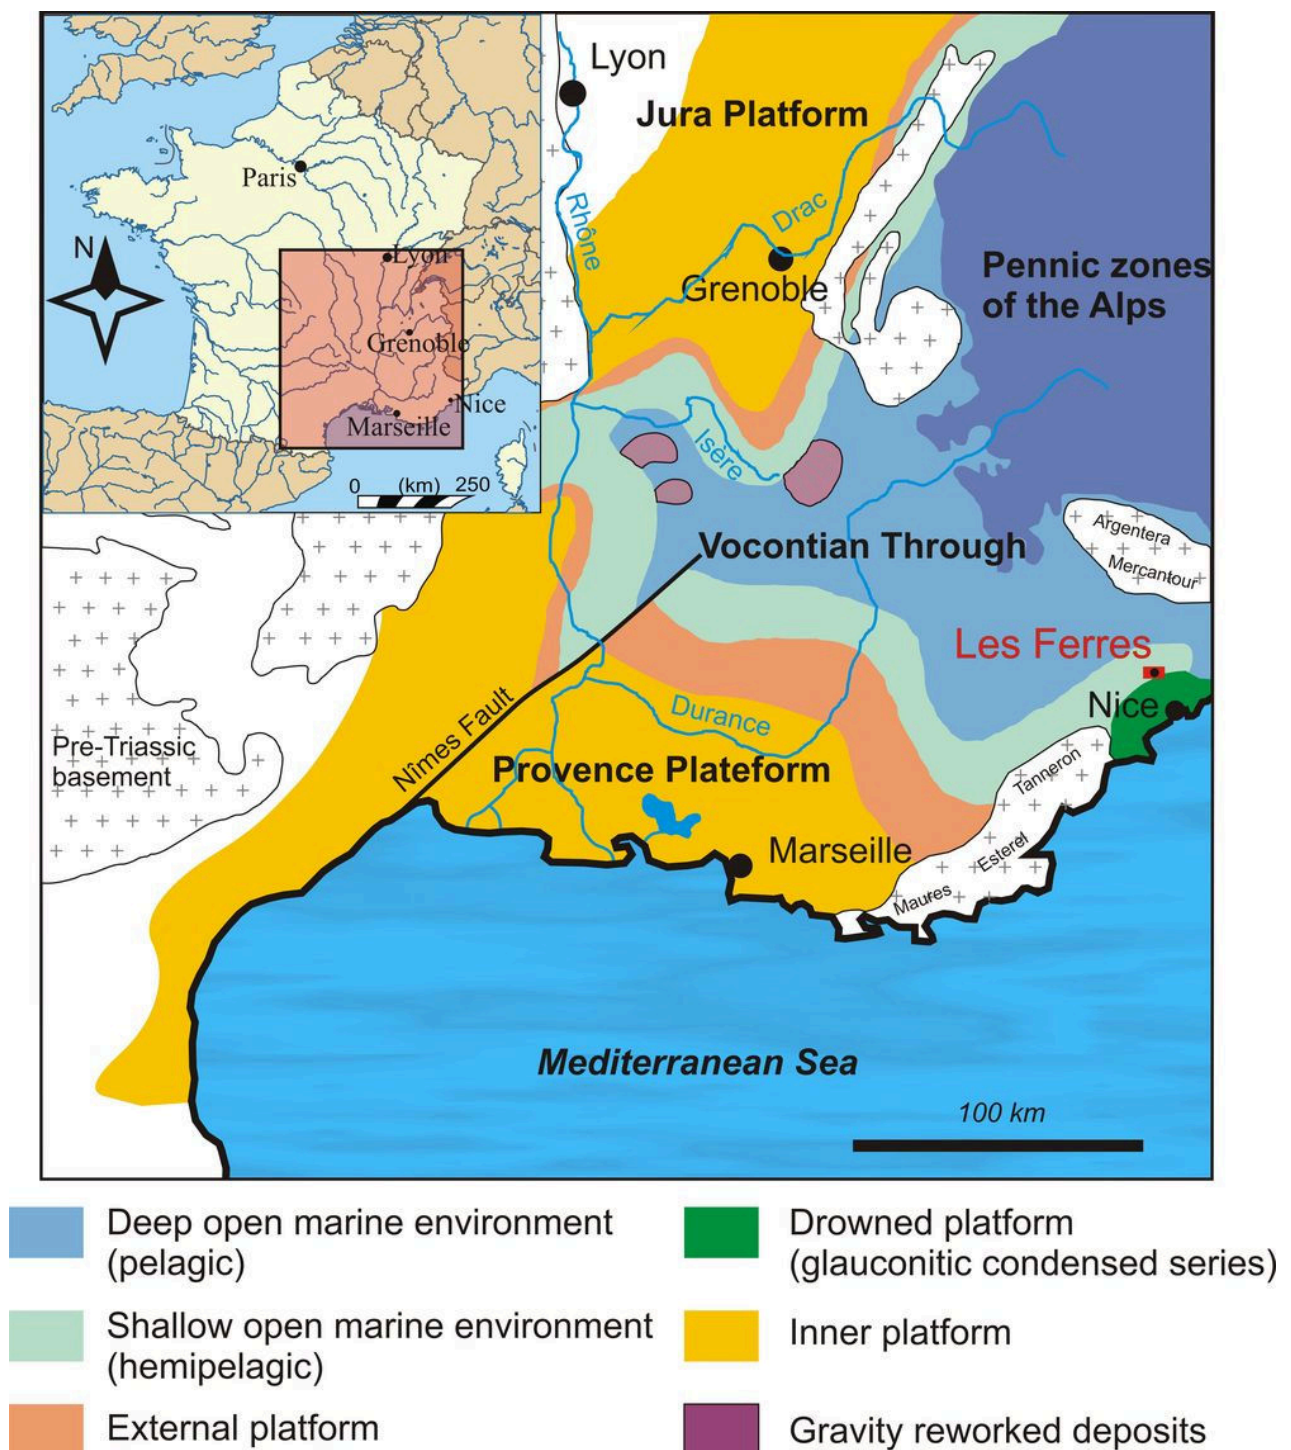 Lyon
Jura Platform
Paris
Rhône
Drac
N
Lyon
Grenoble
Pennic zones
of the Alps
Grenoble
Nice
Marseille
Isère
0 (km) 250
Argentera
Mercantour
Vocontian Through
Les Ferres
Nice
Nîmes Fault
Durance
Pre-Triassic
basement
Provence Plateform
Tanneron
Esterel
Maures
Marseille
Mediterranean Sea
100 km
Deep open marine environment
(pelagic)
Drowned platform
(glauconitic condensed series)
Shallow open marine environment
(hemipelagic)
Inner platform
External platform
Gravity reworked deposits